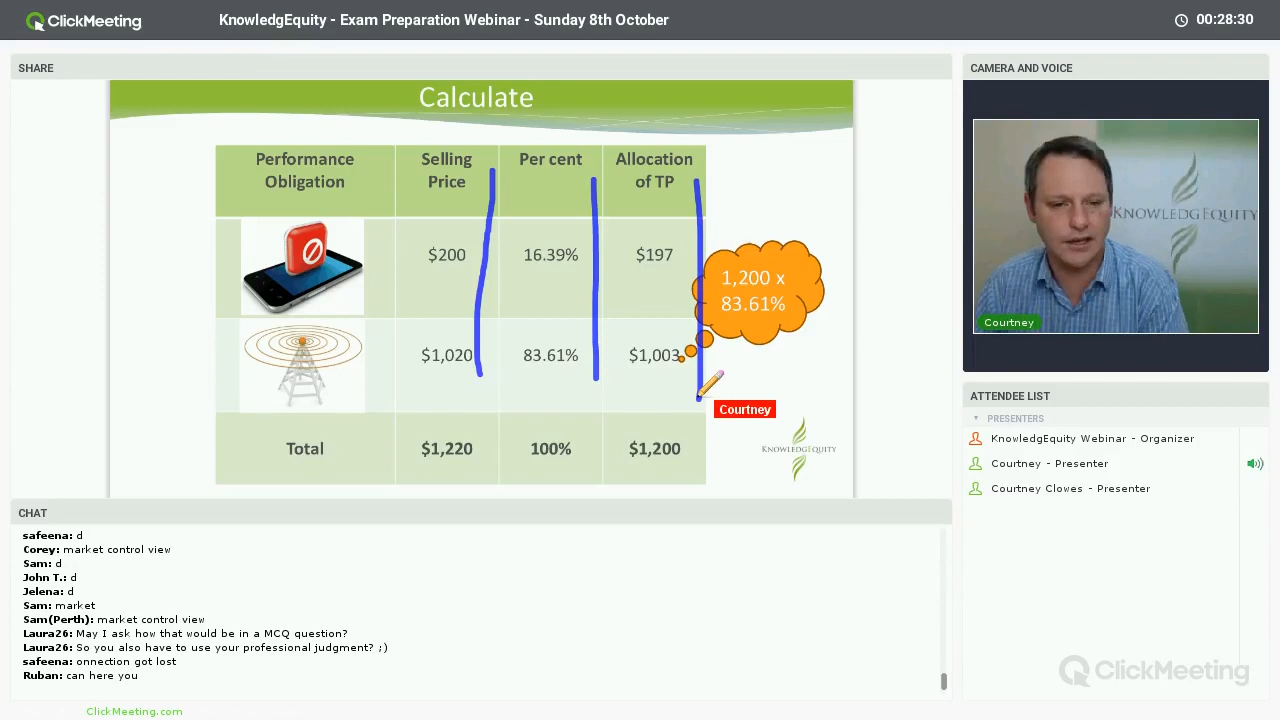 ClickMeeting
KnowledgEquity - Exam Preparation Webinar - Sunday 8th October
00:28:30
SHARE
Calculate
Performance Obligation
Selling Price
Per cent
Allocation of TP
$200
16.39%
$197
1,200 x
83.61%
$1,020
83.61%
$1,003
Courtney
Total
$1,220
100%
$1,200
KNOWLEDGEQUITY
CAMERA AND VOICE
KNOWLEDGEQUITY
Courtney
ATTENDEE LIST
PRESENTERS
KnowledgEquity Webinar - Organizer
Courtney - Presenter
Courtney Clowes - Presenter
CHAT
safeena: d
Corey: market control view
Sam: d
John T.: d
Jelena: d
Sam: market
Sam(Perth): market control view
Laura26: May I ask how that would be in a MCQ question?
Laura26: So you also have to use your professional judgment? ;)
safeena: onnection got lost
Ruban: can here you
ClickMeeting
ClickMeeting.com